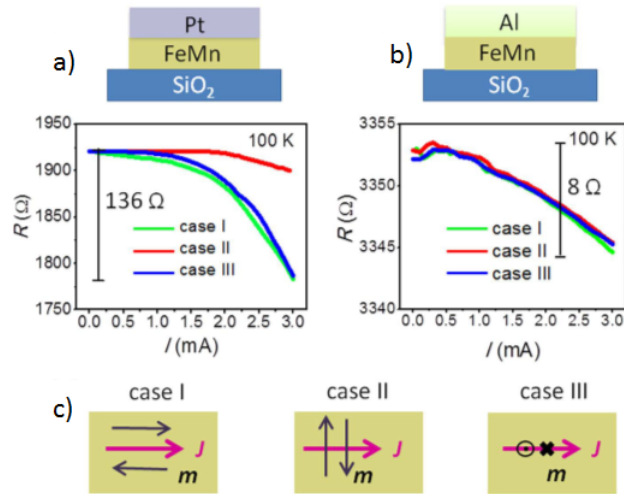 a)
Pt
FeMn
SiO₂
1950
1900
1850
1800
1750
R (Ω)
100 K
136 Ω
case I
case II
case III
0.0 0.5 1.0 1.5 2.0 2.5 3.0
I (mA)
b)
Al
FeMn
SiO₂
3355
3350
3345
3340
R (Ω)
100 K
8 Ω
case I
case II
case III
0.0 0.5 1.0 1.5 2.0 2.5 3.0
I (mA)
c)
case I
J
m
case II
J
m
case III
J
m